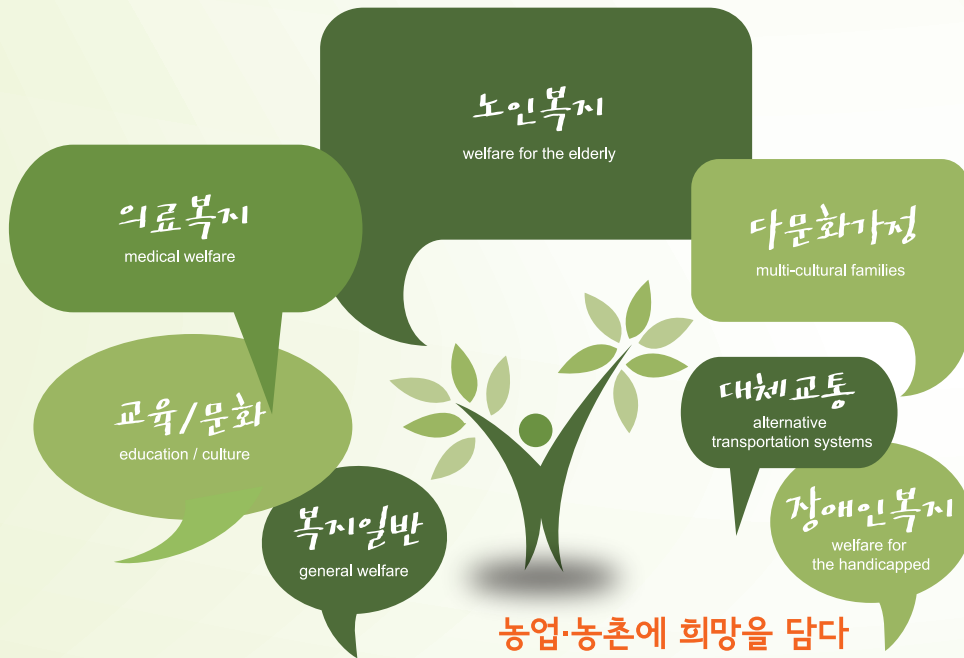 노인복지
welfare for the elderly
의료복지
medical welfare
다문화가정
multi-cultural families
교육/문화
education / culture
대체교통
alternative
transportation systems
복지일반
general welfare
장애인복지
welfare for
the handicapped
농업·농촌에 희망을 담다